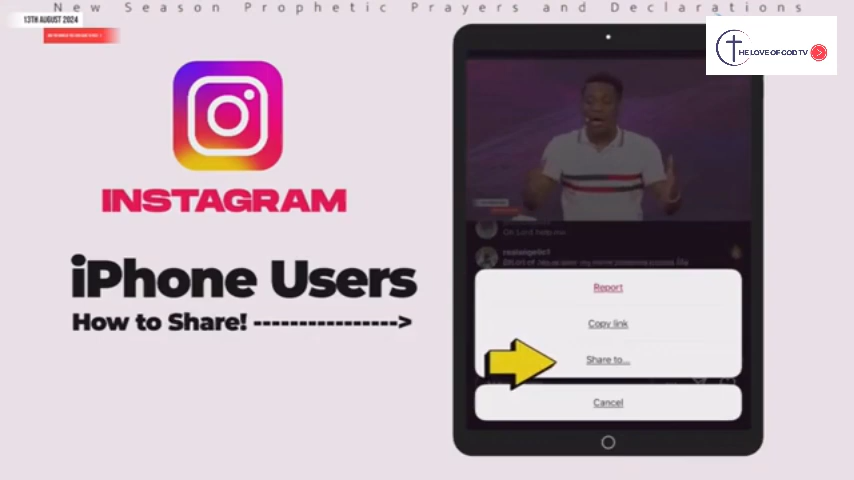 New Season Prophetic Prayers and Declarations
13TH AUGUST 2024
THE LOVE OF GOD TV
INSTAGRAM
iPhone Users
How to Share! ---------------->
realangelic1
Report
Copy link
Share to...
Cancel